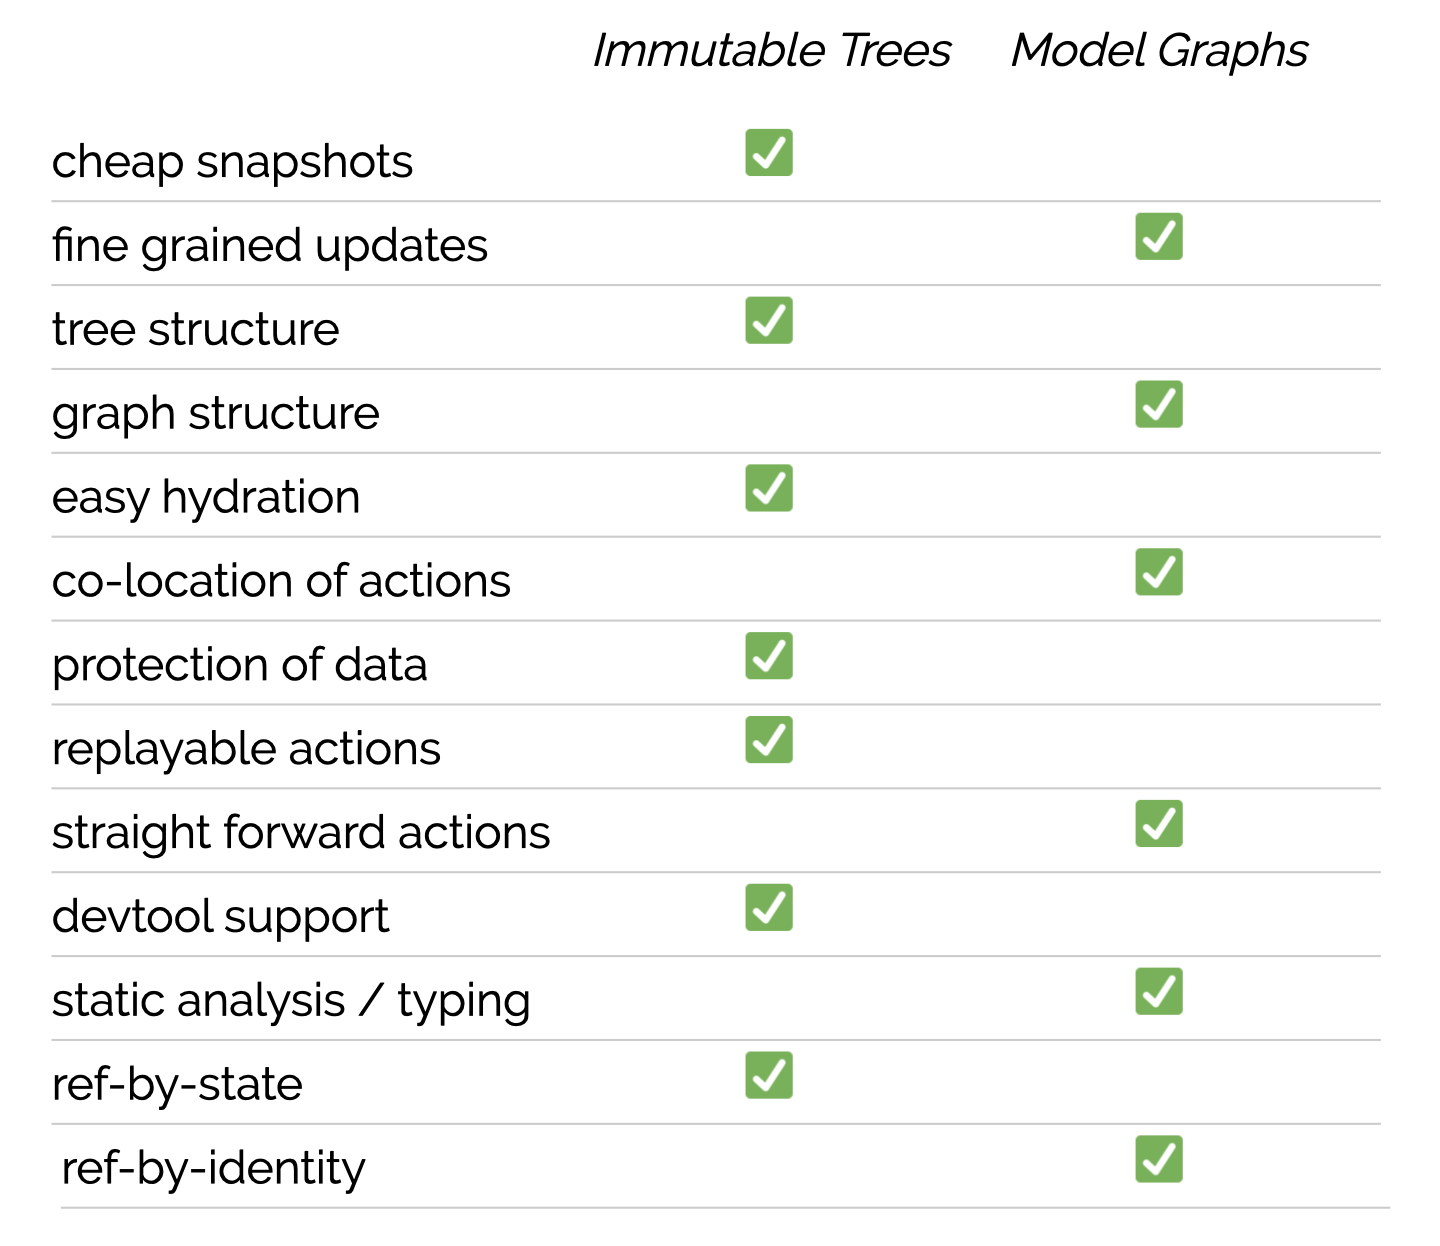 Immutable Trees Model Graphs
cheap snapshots ✅
fine grained updates ✅
tree structure ✅
graph structure ✅
easy hydration ✅
co-location of actions ✅
protection of data ✅
replayable actions ✅
straight forward actions ✅
devtool support ✅
static analysis / typing ✅
ref-by-state ✅
ref-by-identity ✅